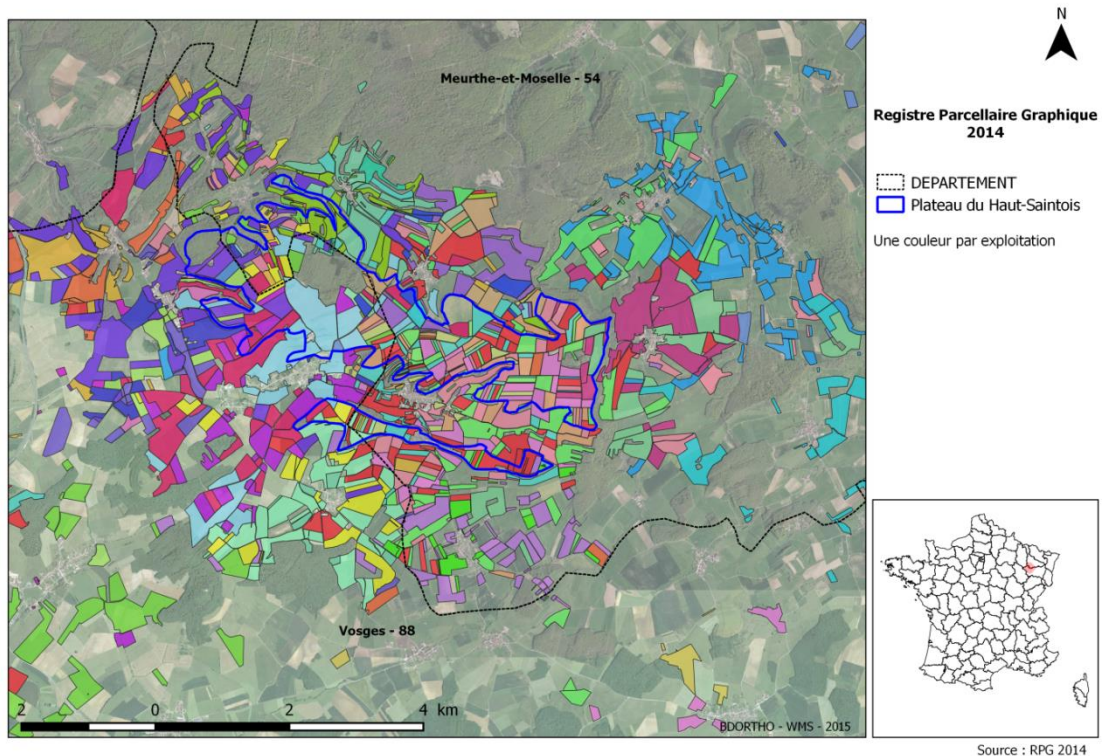 Meurthe-et-Moselle - 54
Vosges - 88
2 0 2 4 km
BDORTHO - WMS - 2015
N
Registre Parcellaire Graphique
2014
DEPARTEMENT
Plateau du Haut-Saintois
Une couleur par exploitation
Source : RPG 2014